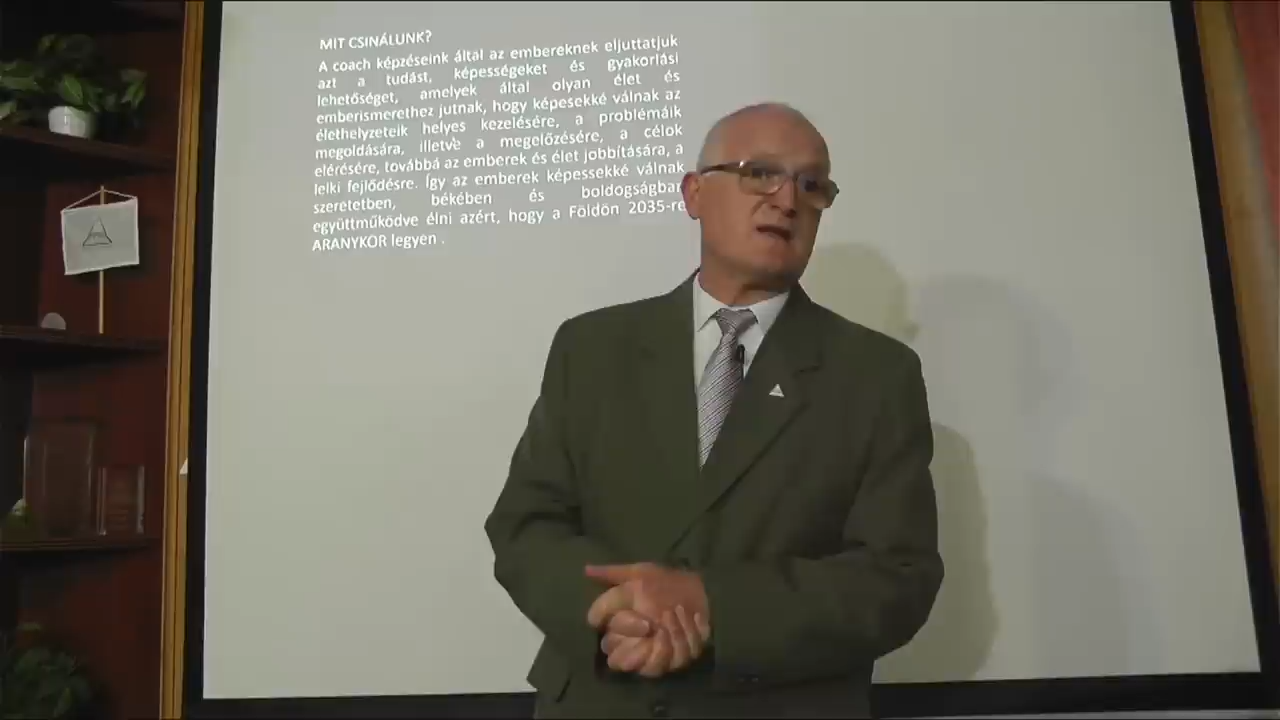 MIT CSINÁLUNK?
A coach képzéseink által az embereknek eljuttatjuk
azt a tudást, képességeket és gyakorlási
lehetőséget, amelyek által olyan élet és
emberismerethez jutnak, hogy képesekké válnak az
élethelyzeteik helyes kezelésére, a problémáik
megoldására, illetve a megelőzésére, a célok
elérésére, továbbá az emberek és élet jobbítására, a
lelki fejlődésre. Így az emberek képessekké válnak
szeretetben, békében és boldogságban
együttműködve élni azért, hogy a Földön 2035-re
ARANYKOR legyen .